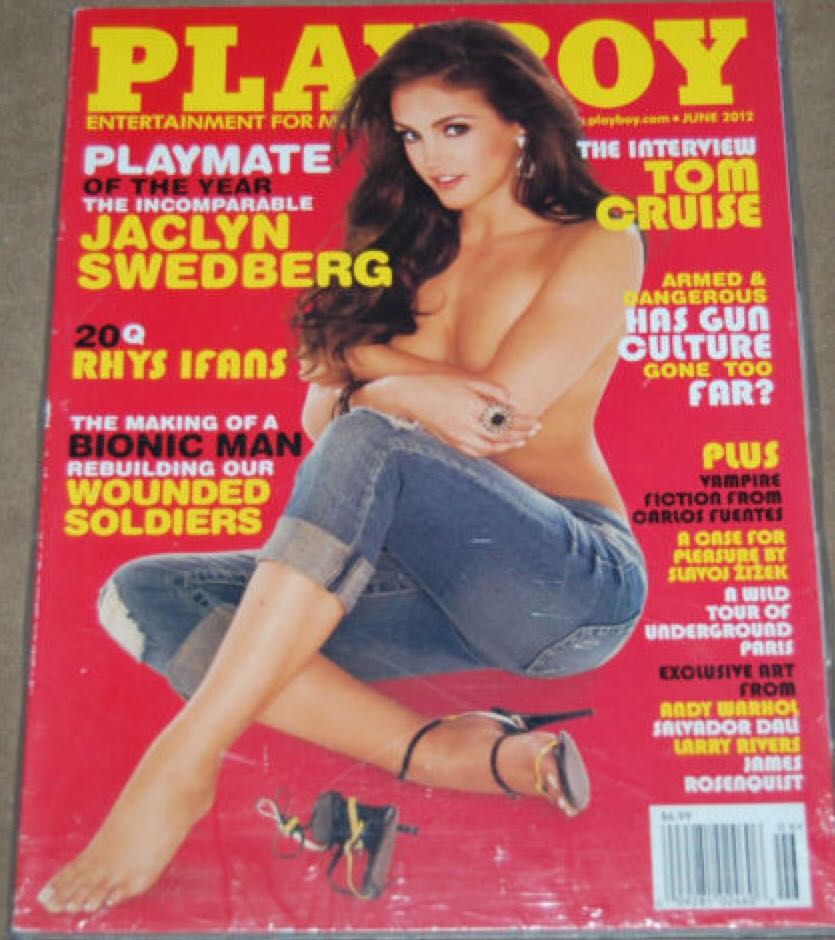 PLAYBOY
ENTERTAINMENT FOR M
playboy.com • JUNE 2012
PLAYMATE
OF THE YEAR
THE INCOMPARABLE
JACLYN
SWEDBERG
20Q
RHYS IFANS
THE MAKING OF A
BIONIC MAN
REBUILDING OUR
WOUNDED
SOLDIERS
THE INTERVIEW
TOM
CRUISE
ARMED &
DANGEROUS
HAS GUN
CULTURE
GONE TOO
FAR?
PLUS
VAMPIRE
FICTION FROM
CARLOS FUENTES
A CASE FOR
PLEASURE BY
SLAVOJ ŽIŽEK
A WILD
TOUR OF
UNDERGROUND
PARIS
EXCLUSIVE ART
FROM
ANDY WARHOL
SALVADOR DALÍ
LARRY RIVERS
JAMES
ROSENQUIST